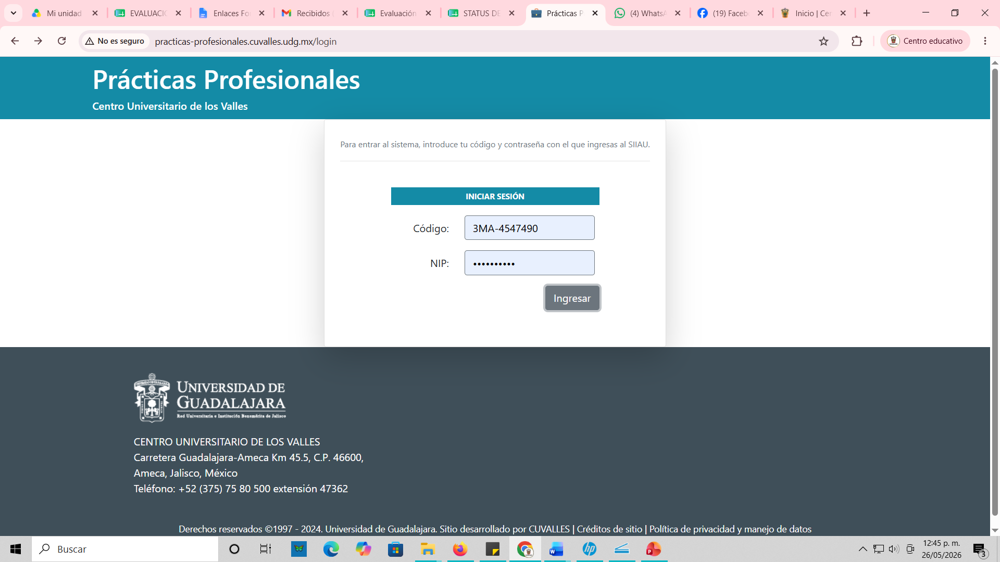 Mi unidad
EVALUACIO
Enlaces For
Recibidos
Evaluación
STATUS DE
Prácticas P
(4) WhatsA
(19) Faceb
Inicio | Cen
No es seguro
practicas-profesionales.cuvalles.udg.mx/login
Centro educativo
Prácticas Profesionales
Centro Universitario de los Valles
Para entrar al sistema, introduce tu código y contraseña con el que ingresas al SIIAU.
INICIAR SESIÓN
Código:
3MA-4547490
NIP:
••••••••••
Ingresar
UNIVERSIDAD DE
GUADALAJARA
Red Universitaria e Institución Benemérita de Jalisco
CENTRO UNIVERSITARIO DE LOS VALLES
Carretera Guadalajara-Ameca Km 45.5, C.P. 46600,
Ameca, Jalisco, México
Teléfono: +52 (375) 75 80 500 extensión 47362
Derechos reservados ©1997 - 2024. Universidad de Guadalajara. Sitio desarrollado por CUVALLES | Créditos de sitio | Política de privacidad y manejo de datos
Buscar
12:45 p. m.
26/05/2026
3